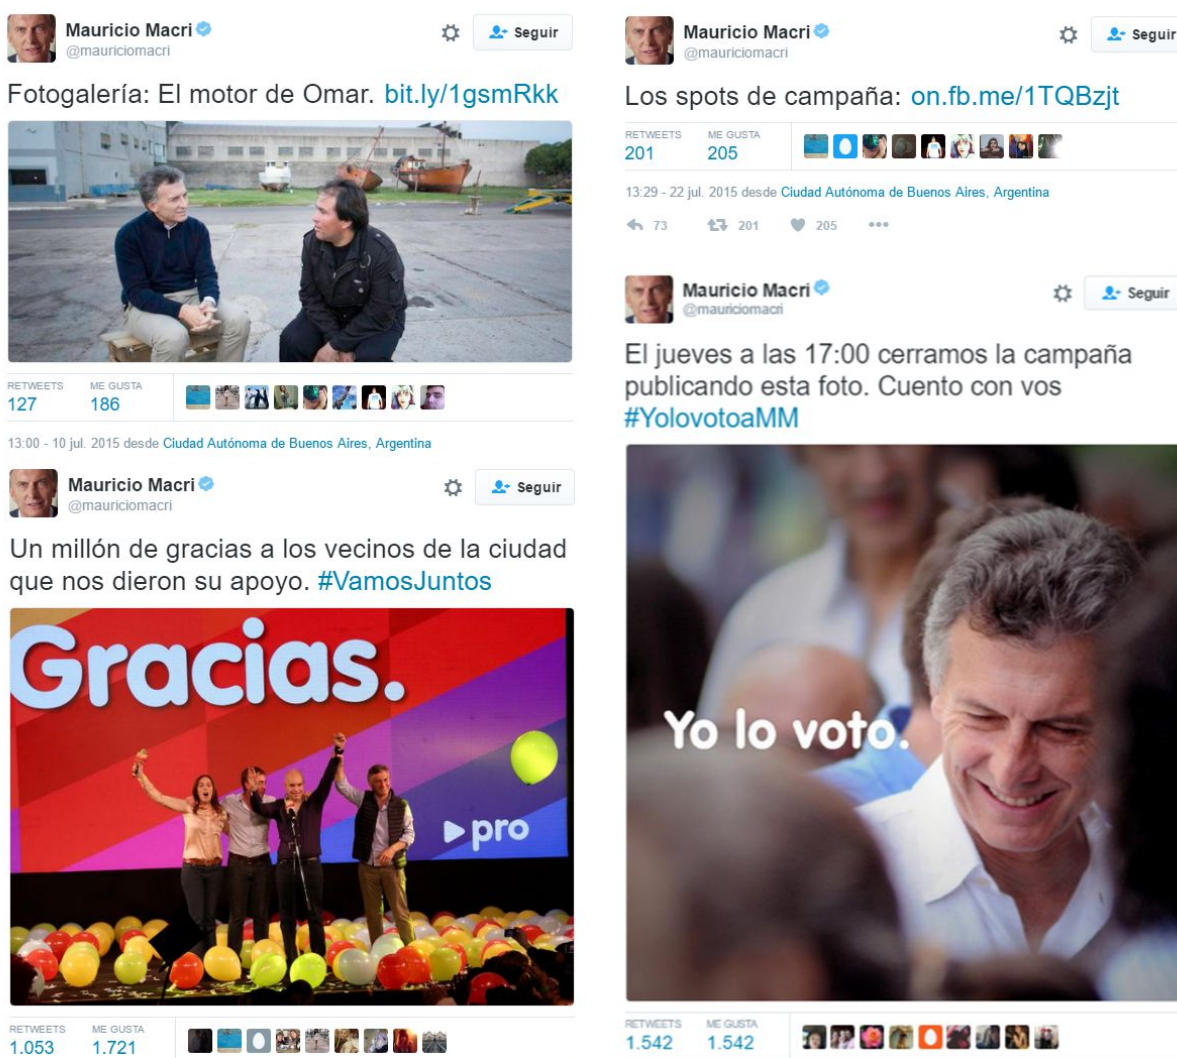 Mauricio Macri
@mauriciomacri
Seguir
Fotogalería: El motor de Omar. bit.ly/1gsmRkk
RETWEETS ME GUSTA
127 186
13:00 - 10 jul. 2015 desde Ciudad Autónoma de Buenos Aires, Argentina
Mauricio Macri
@mauriciomacri
Seguir
Un millón de gracias a los vecinos de la ciudad
que nos dieron su apoyo. #VamosJuntos
Gracias.
pro
RETWEETS ME GUSTA
1.053 1.721
Mauricio Macri
@mauriciomacri
Seguir
Los spots de campaña: on.fb.me/1TQBzjt
RETWEETS ME GUSTA
201 205
13:29 - 22 jul. 2015 desde Ciudad Autónoma de Buenos Aires, Argentina
73 201 205
Mauricio Macri
@mauriciomacri
Seguir
El jueves a las 17:00 cerramos la campaña
publicando esta foto. Cuento con vos
#YolovotoaMM
Yo lo voto.
RETWEETS ME GUSTA
1.542 1.542